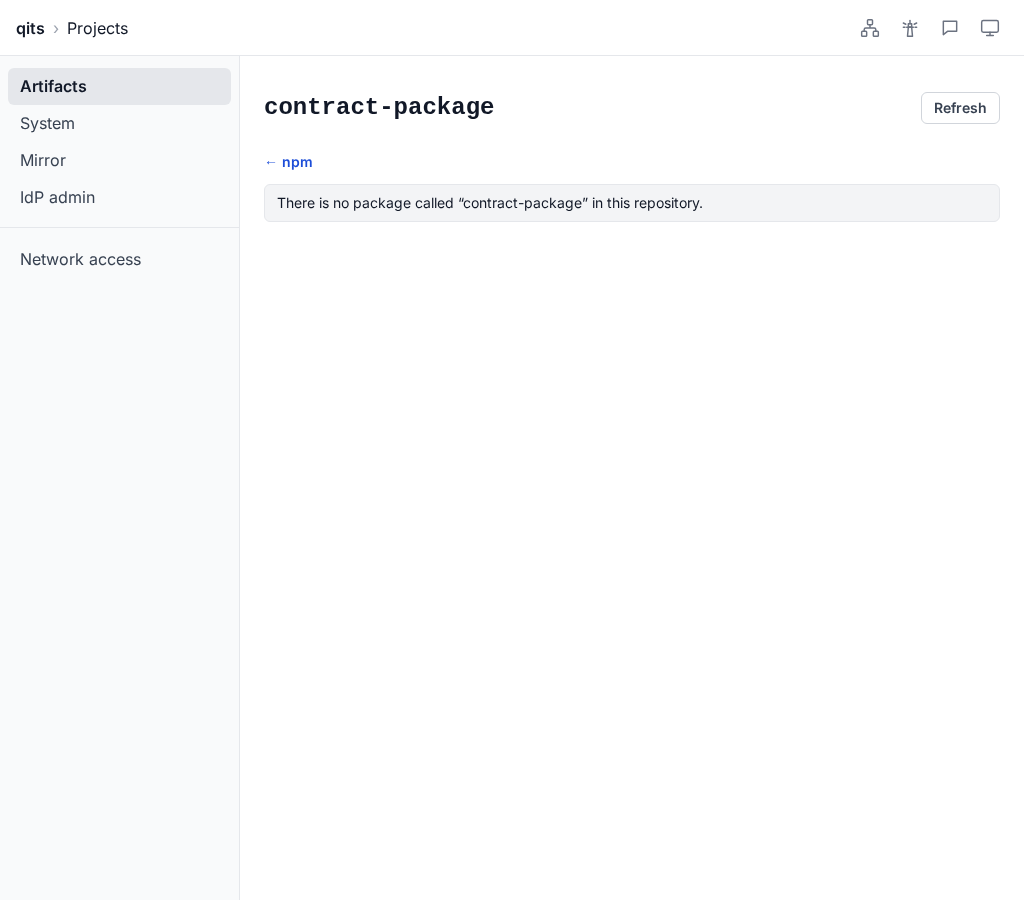 qits › Projects
Artifacts
System
Mirror
IdP admin
Network access
contract-package
Refresh
← npm
There is no package called “contract-package” in this repository.